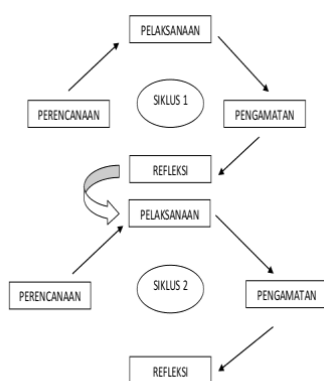 PELAKSANAAN
SIKLUS 1
PERENCANAAN
PENGAMATAN
REFLEKSI
PELAKSANAAN
SIKLUS 2
PERENCANAAN
PENGAMATAN
REFLEKSI